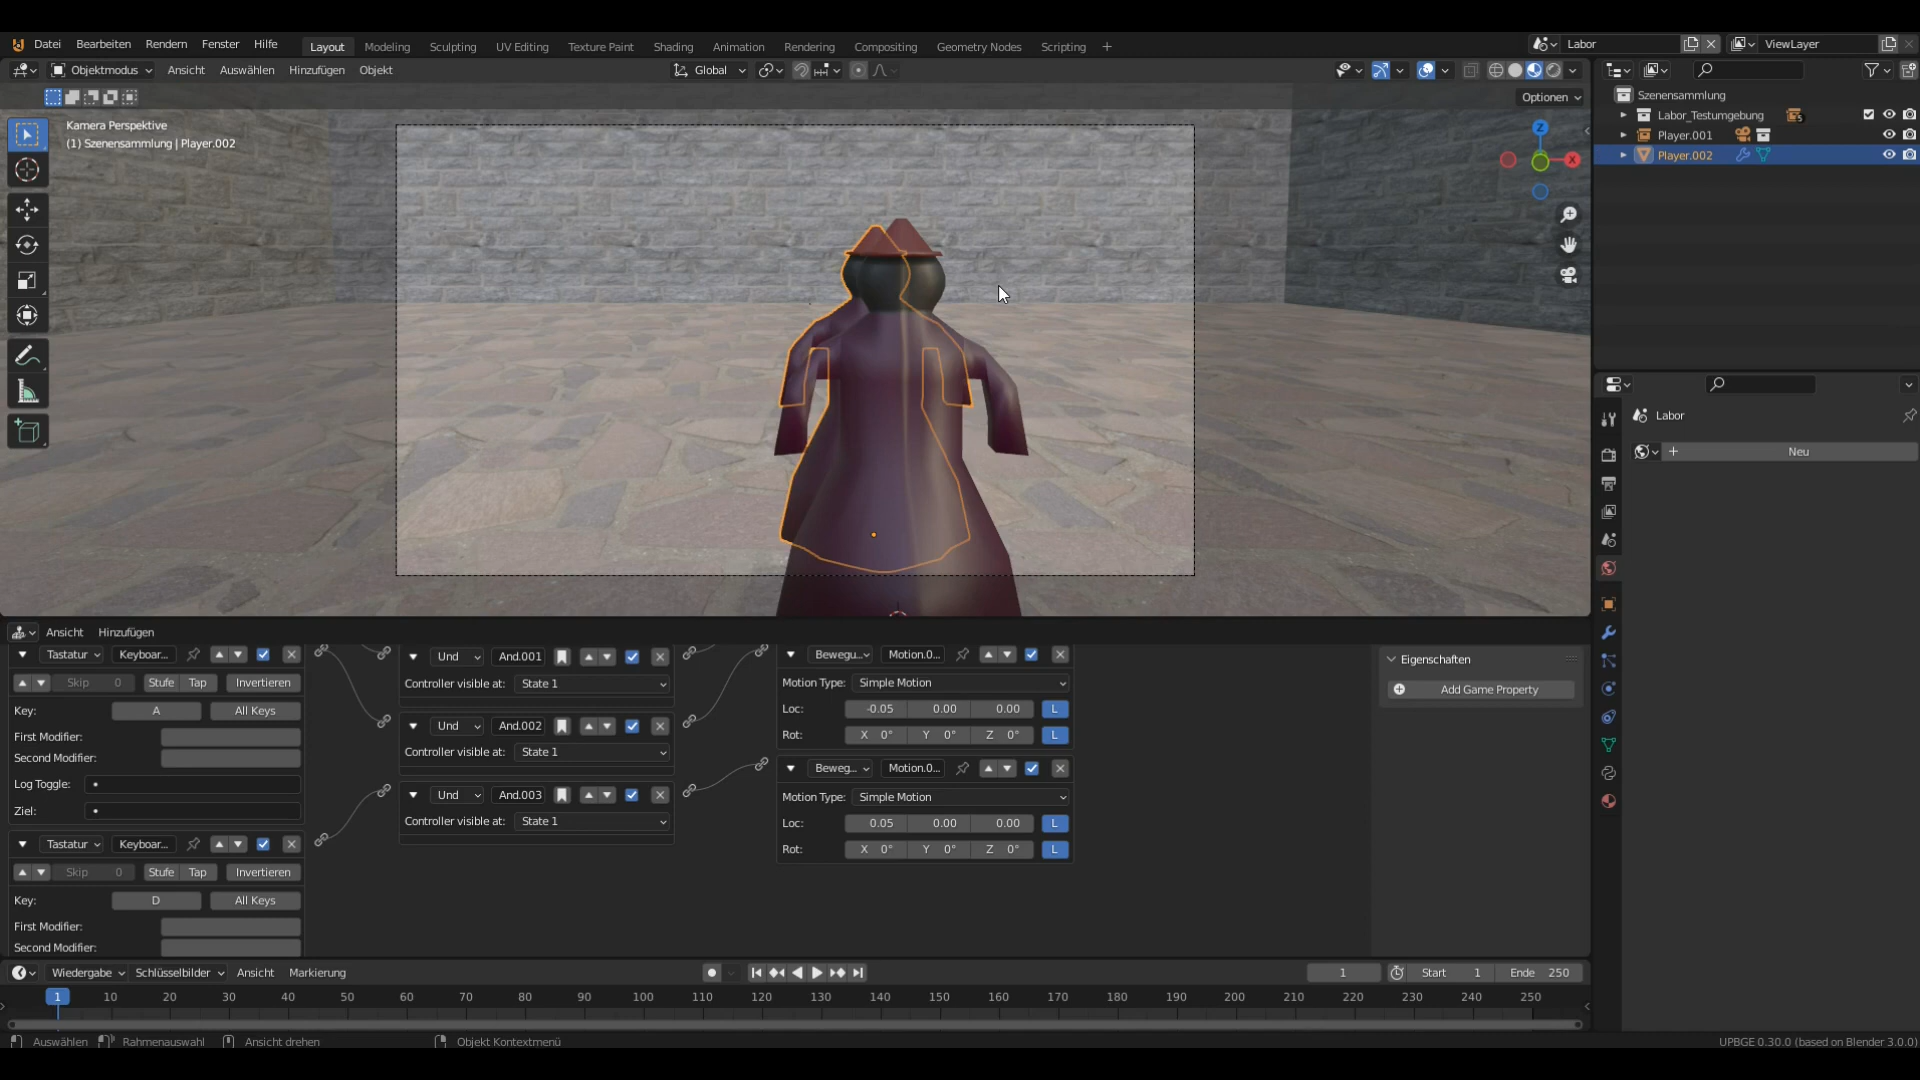 Datei Bearbeiten Rendern Fenster Hilfe Layout Modeling Sculpting UV Editing Texture Paint Shading Animation Rendering Compositing Geometry Nodes Scripting + Labor ViewLayer
Objektmodus Ansicht Auswählen Hinzufügen Objekt Global
Optionen
Szenensammlung
Labor_Testumgebung 5
Player.001
Player.002
Kamera Perspektive
(1) Szenensammlung | Player.002
Z
X
Labor
Neu
Ansicht Hinzufügen
Tastatur Keyboar...
Skip 0 Stufe Tap Invertieren
Key: A All Keys
First Modifier:
Second Modifier:
Log Toggle:
Ziel:
Tastatur Keyboar...
Skip 0 Stufe Tap Invertieren
Key: D All Keys
First Modifier:
Second Modifier:
Und And.001
Controller visible at: State 1
Und And.002
Controller visible at: State 1
Und And.003
Controller visible at: State 1
Bewegu... Motion.0...
Motion Type: Simple Motion
Loc: -0.05 0.00 0.00 L
Rot: X 0° Y 0° Z 0° L
Beweg... Motion.0...
Motion Type: Simple Motion
Loc: 0.05 0.00 0.00 L
Rot: X 0° Y 0° Z 0° L
Eigenschaften
Add Game Property
Wiedergabe Schlüsselbilder Ansicht Markierung 1 Start 1 Ende 250
1 10 20 30 40 50 60 70 80 90 100 110 120 130 140 150 160 170 180 190 200 210 220 230 240 250
Auswählen Rahmenauswahl Ansicht drehen Objekt Kontextmenü UPBGE 0.30.0 (based on Blender 3.0.0)